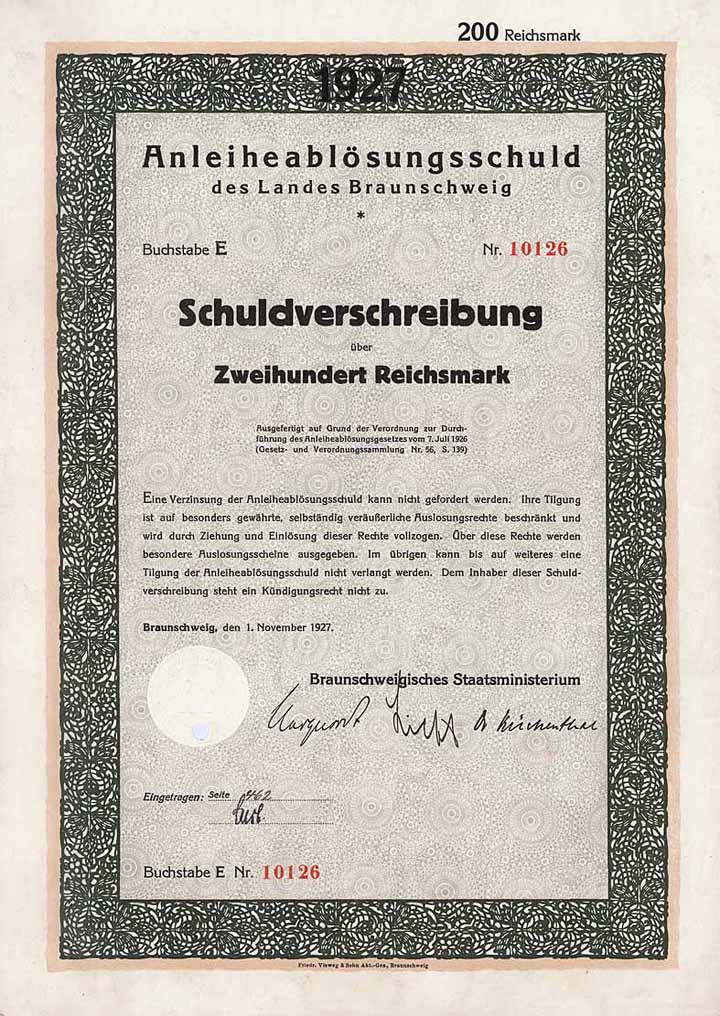 200 Reichsmark
1927
Anleiheablösungsschuld
des Landes Braunschweig
*
Buchstabe E Nr. 10126
Schuldverschreibung
über
Zweihundert Reichsmark
Ausgefertigt auf Grund der Verordnung zur Durch-
führung des Anleiheablösungsgesetzes vom 7. Juli 1926
(Gesetz- und Verordnungssammlung Nr. 56, S. 139)
Eine Verzinsung der Anleiheablösungsschuld kann nicht gefordert werden. Ihre Tilgung
ist auf besonders gewährte, selbständig veräußerliche Auslosungsrechte beschränkt und
wird durch Ziehung und Einlösung dieser Rechte vollzogen. Über diese Rechte werden
besondere Auslosungsscheine ausgegeben. Im übrigen kann bis auf weiteres eine
Tilgung der Anleiheablösungsschuld nicht verlangt werden. Dem Inhaber dieser Schuld-
verschreibung steht ein Kündigungsrecht nicht zu.
Braunschweig, den 1. November 1927.
Braunschweigisches Staatsministerium
Marquordt Dr Kirchenthal
Eingetragen: Seite 462
Buchstabe E Nr. 10126
Friedr. Vieweg & Sohn Akt.-Ges., Braunschweig